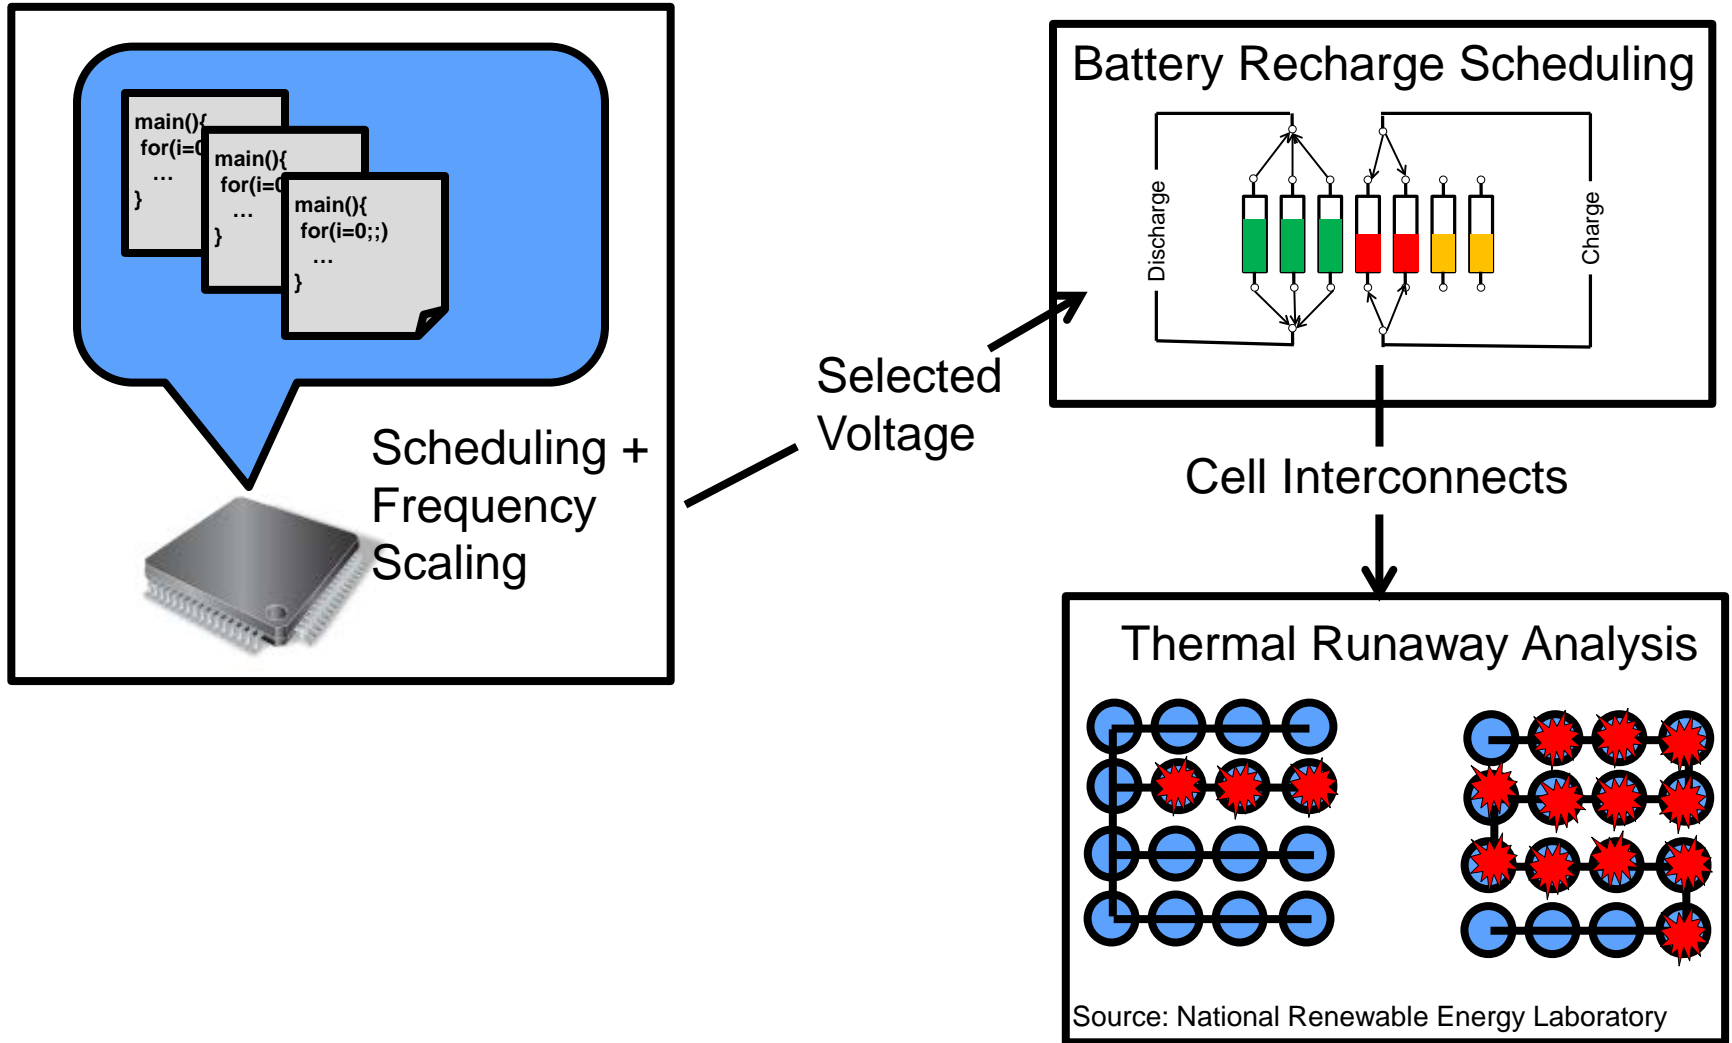 main(){
for(i=0
…
}
main(){
for(i=0
…
}
main(){
for(i=0;;)
…
}
Scheduling +
Frequency
Scaling
Selected
Voltage
Battery Recharge Scheduling
Discharge
Charge
Cell Interconnects
Thermal Runaway Analysis
Source: National Renewable Energy Laboratory